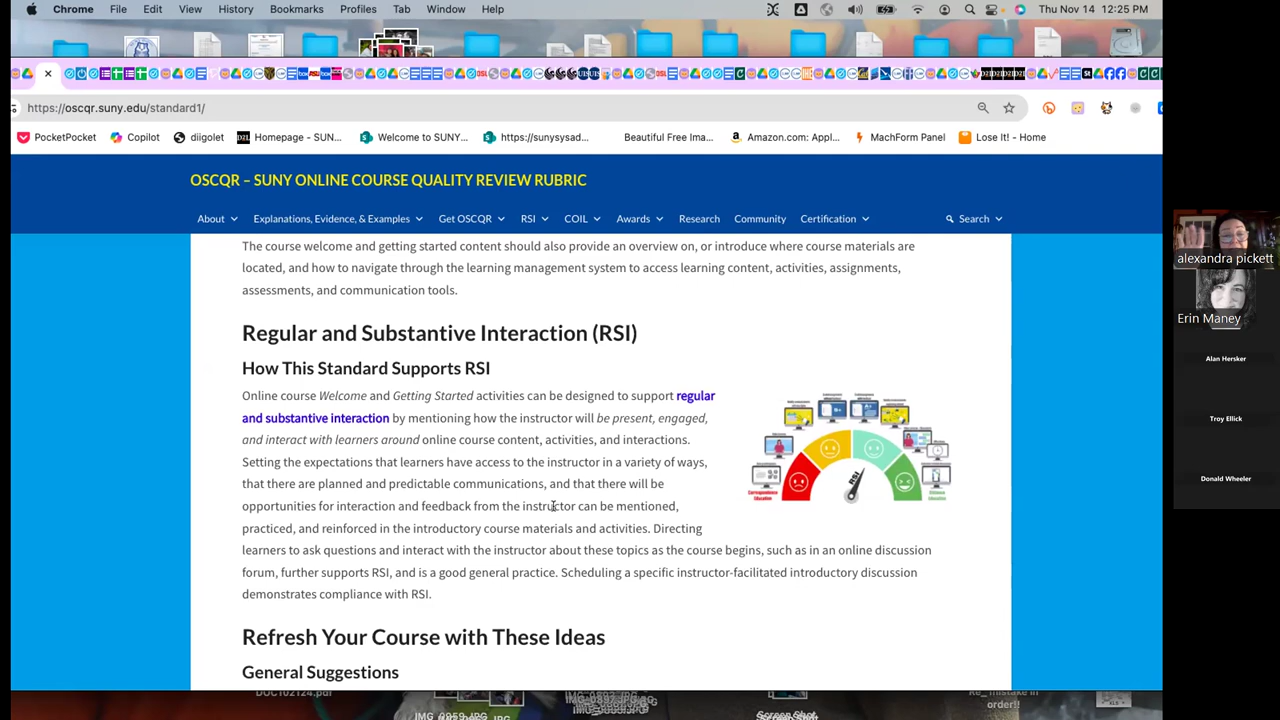 Chrome File Edit View History Bookmarks Profiles Tab Window Help Thu Nov 14 12:25 PM
https://oscqr.suny.edu/standard1/
PocketPocket Copilot diigolet Homepage - SUN... Welcome to SUNY... https://sunysysad... Beautiful Free Ima... Amazon.com: Appl... MachForm Panel Lose It! - Home
OSCQR – SUNY ONLINE COURSE QUALITY REVIEW RUBRIC
About Explanations, Evidence, & Examples Get OSCQR RSI COIL Awards Research Community Certification Search
The course welcome and getting started content should also provide an overview on, or introduce where course materials are
located, and how to navigate through the learning management system to access learning content, activities, assignments,
assessments, and communication tools.
Regular and Substantive Interaction (RSI)
How This Standard Supports RSI
Online course Welcome and Getting Started activities can be designed to support regular
and substantive interaction by mentioning how the instructor will be present, engaged,
and interact with learners around online course content, activities, and interactions.
Setting the expectations that learners have access to the instructor in a variety of ways,
that there are planned and predictable communications, and that there will be
opportunities for interaction and feedback from the instructor can be mentioned,
practiced, and reinforced in the introductory course materials and activities. Directing
learners to ask questions and interact with the instructor about these topics as the course begins, such as in an online discussion
forum, further supports RSI, and is a good general practice. Scheduling a specific instructor-facilitated introductory discussion
demonstrates compliance with RSI.
RSI
Refresh Your Course with These Ideas
General Suggestions
DOC102124.pdf
Re_ mistake in
order!!
alexandra pickett
Erin Maney
Alan Hersker
Troy Ellick
Donald Wheeler